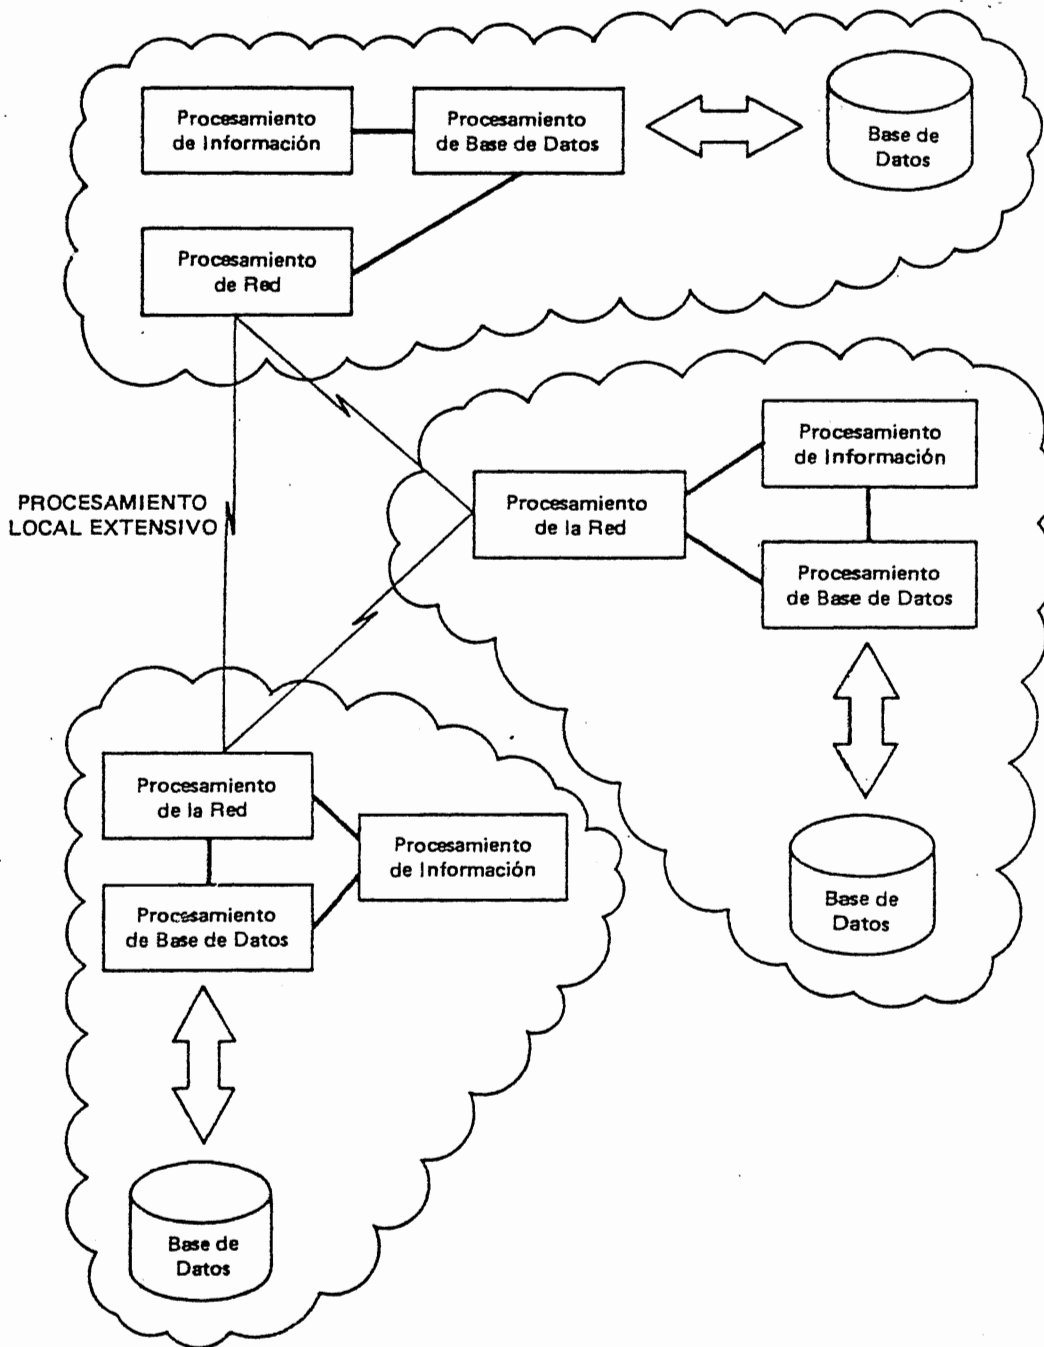 Procesamiento
de Información
Procesamiento
de Base de Datos
Base de
Datos
Procesamiento
de Red
Procesamiento
de Información
Procesamiento
de la Red
PROCESAMIENTO
LOCAL EXTENSIVO
Procesamiento
de Base de Datos
Procesamiento
de la Red
Procesamiento
de Información
Base de
Datos
Procesamiento
de Base de Datos
Base de
Datos